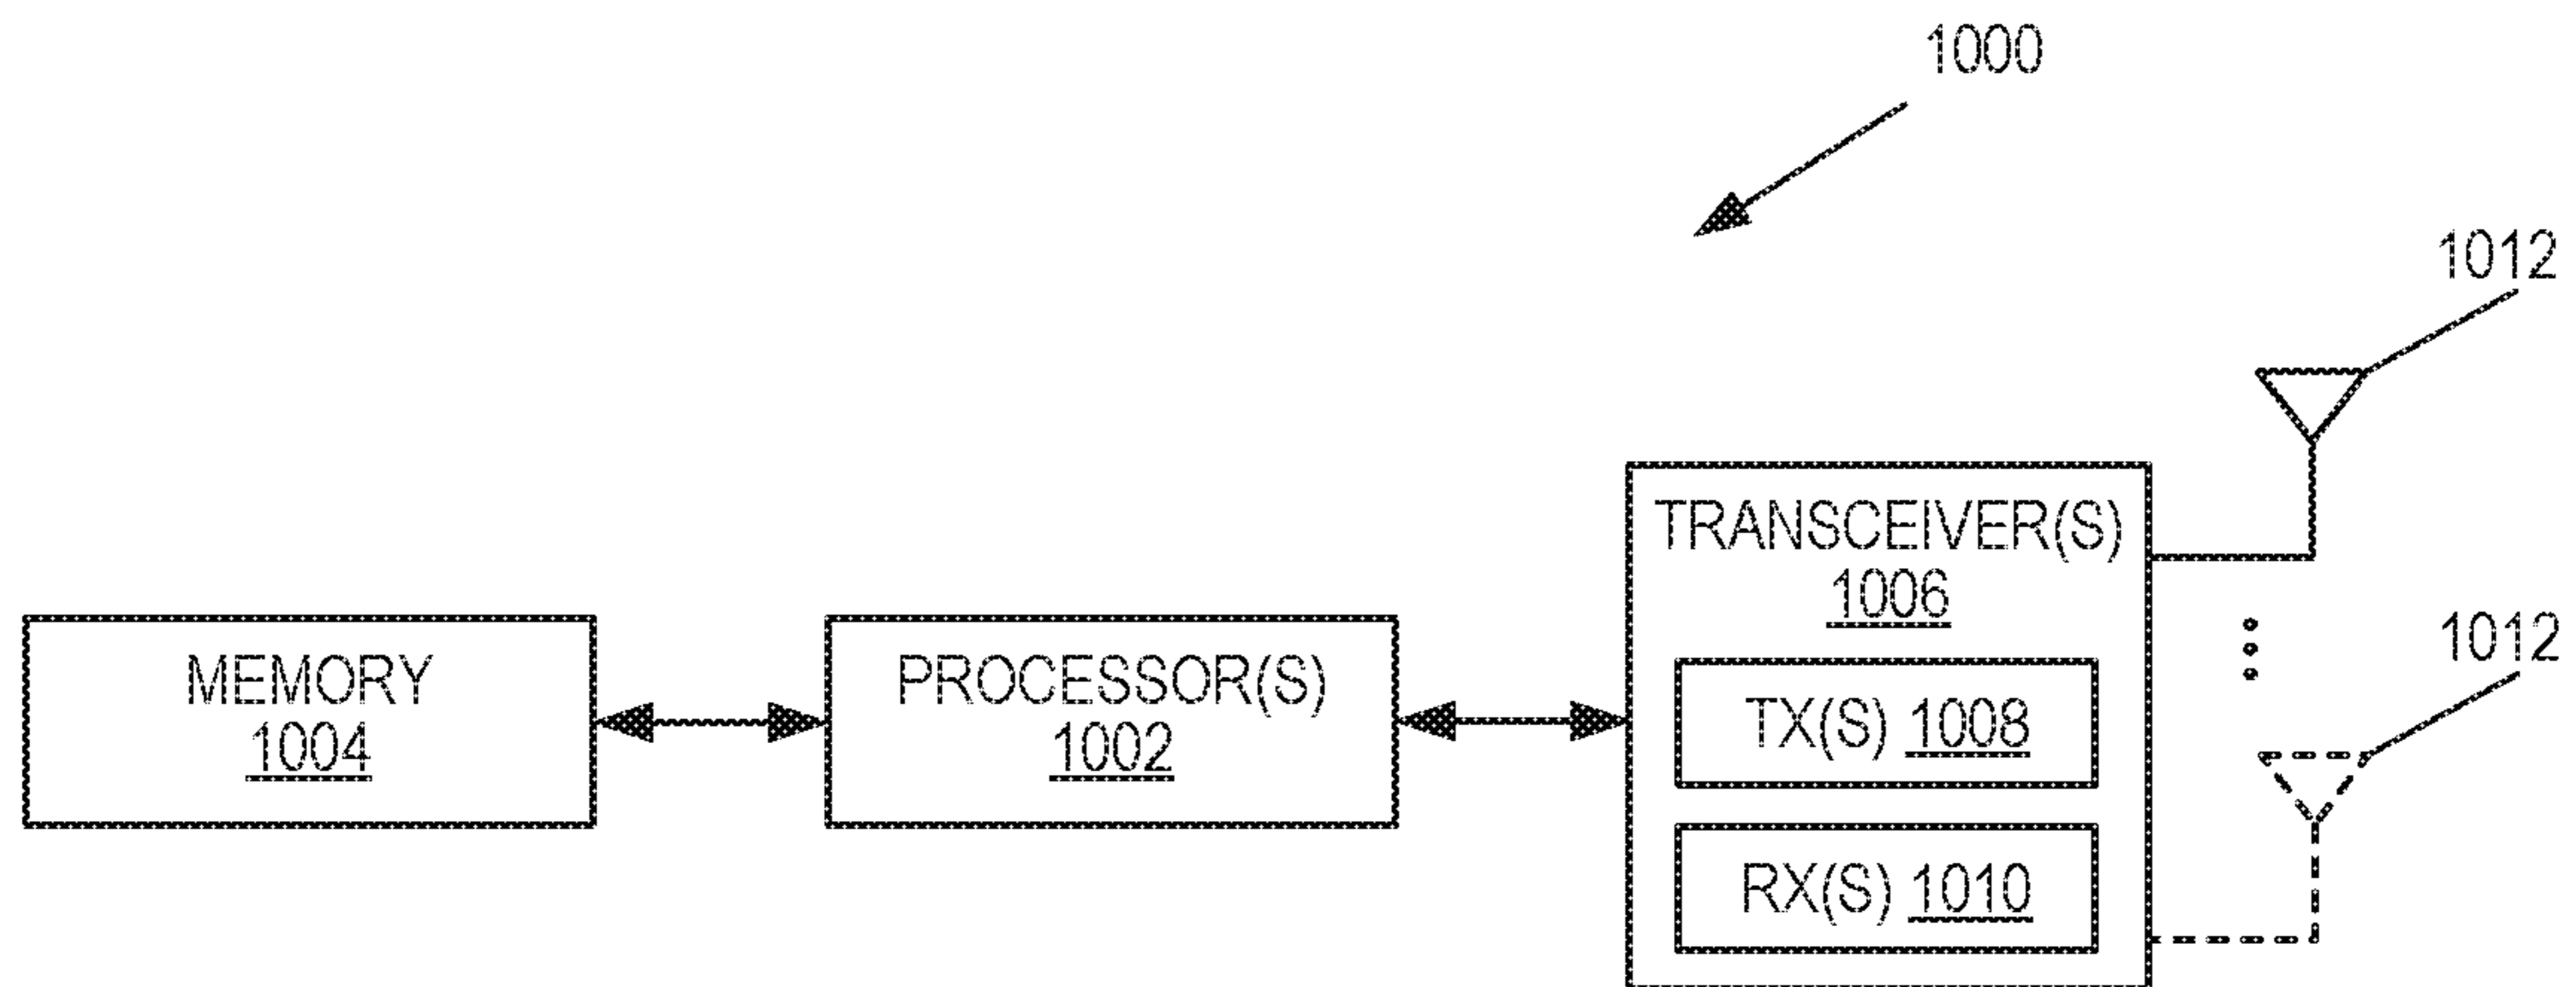 1000
1012
TRANSCEIVER(S)
1006
1012
MEMORY
1004
PROCESSOR(S)
1002
TX(S) 1008
RX(S) 1010